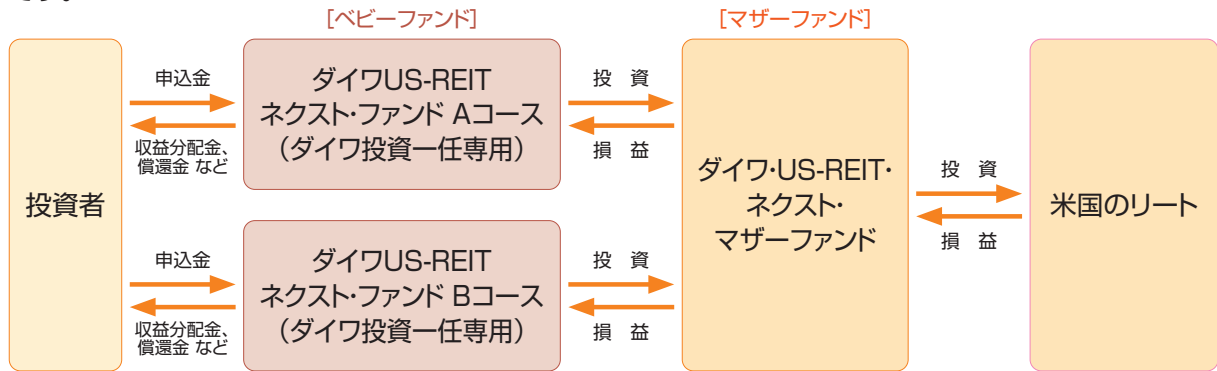 [ベビーファンド]
[マザーファンド]
投資者
申込金
収益分配金、
償還金 など
ダイワUS-REIT
ネクスト・ファンド Aコース
(ダイワ投資一任専用)
投 資
損 益
申込金
収益分配金、
償還金 など
ダイワUS-REIT
ネクスト・ファンド Bコース
(ダイワ投資一任専用)
投 資
損 益
ダイワ・US-REIT・
ネクスト・
マザーファンド
投 資
損 益
米国のリート